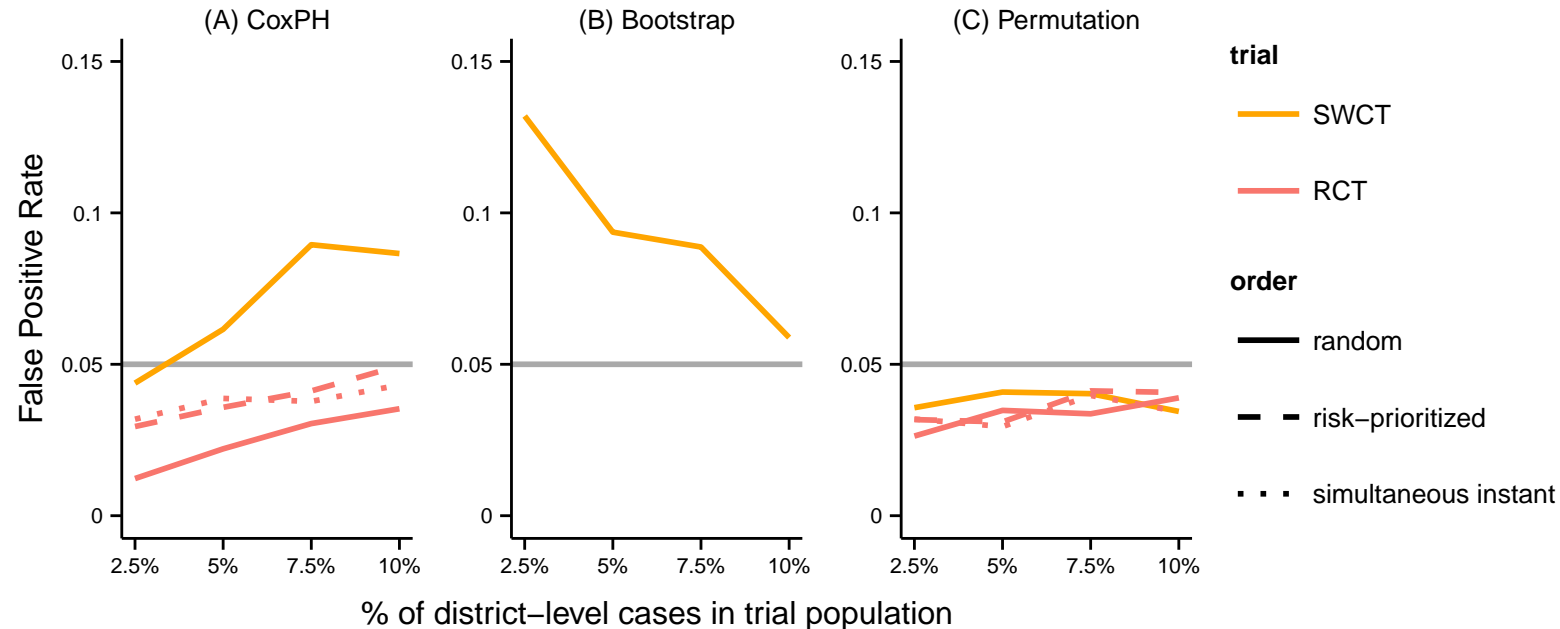 (A) CoxPH
(B) Bootstrap
(C) Permutation
False Positive Rate
0.15
0.1
0.05
0
2.5% 5% 7.5% 10%
0.15
0.1
0.05
0
2.5% 5% 7.5% 10%
0.15
0.1
0.05
0
2.5% 5% 7.5% 10%
% of district−level cases in trial population
trial
SWCT
RCT
order
random
risk−prioritized
simultaneous instant